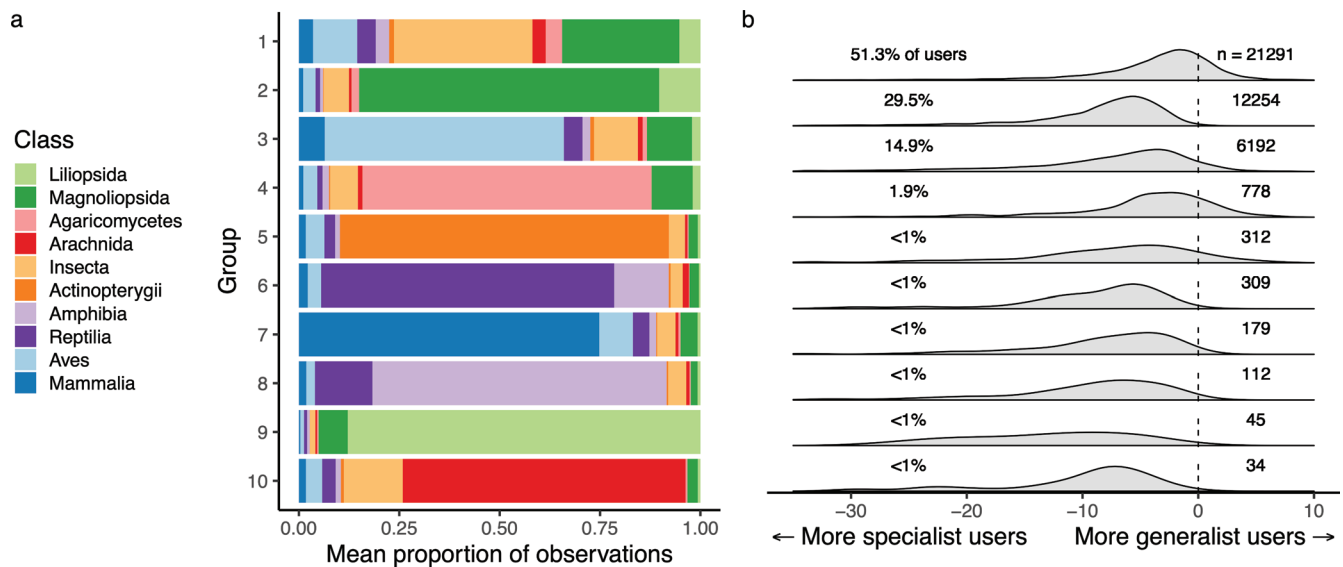 a
Class
Liliopsida
Magnoliopsida
Agaricomycetes
Arachnida
Insecta
Actinopterygii
Amphibia
Reptilia
Aves
Mammalia
Group
1
2
3
4
5
6
7
8
9
10
0.00 0.25 0.50 0.75 1.00
Mean proportion of observations
b
51.3% of users n = 21291
29.5% 12254
14.9% 6192
1.9% 778
<1% 312
<1% 309
<1% 179
<1% 112
<1% 45
<1% 34
−30 −20 −10 0 10
← More specialist users More generalist users →